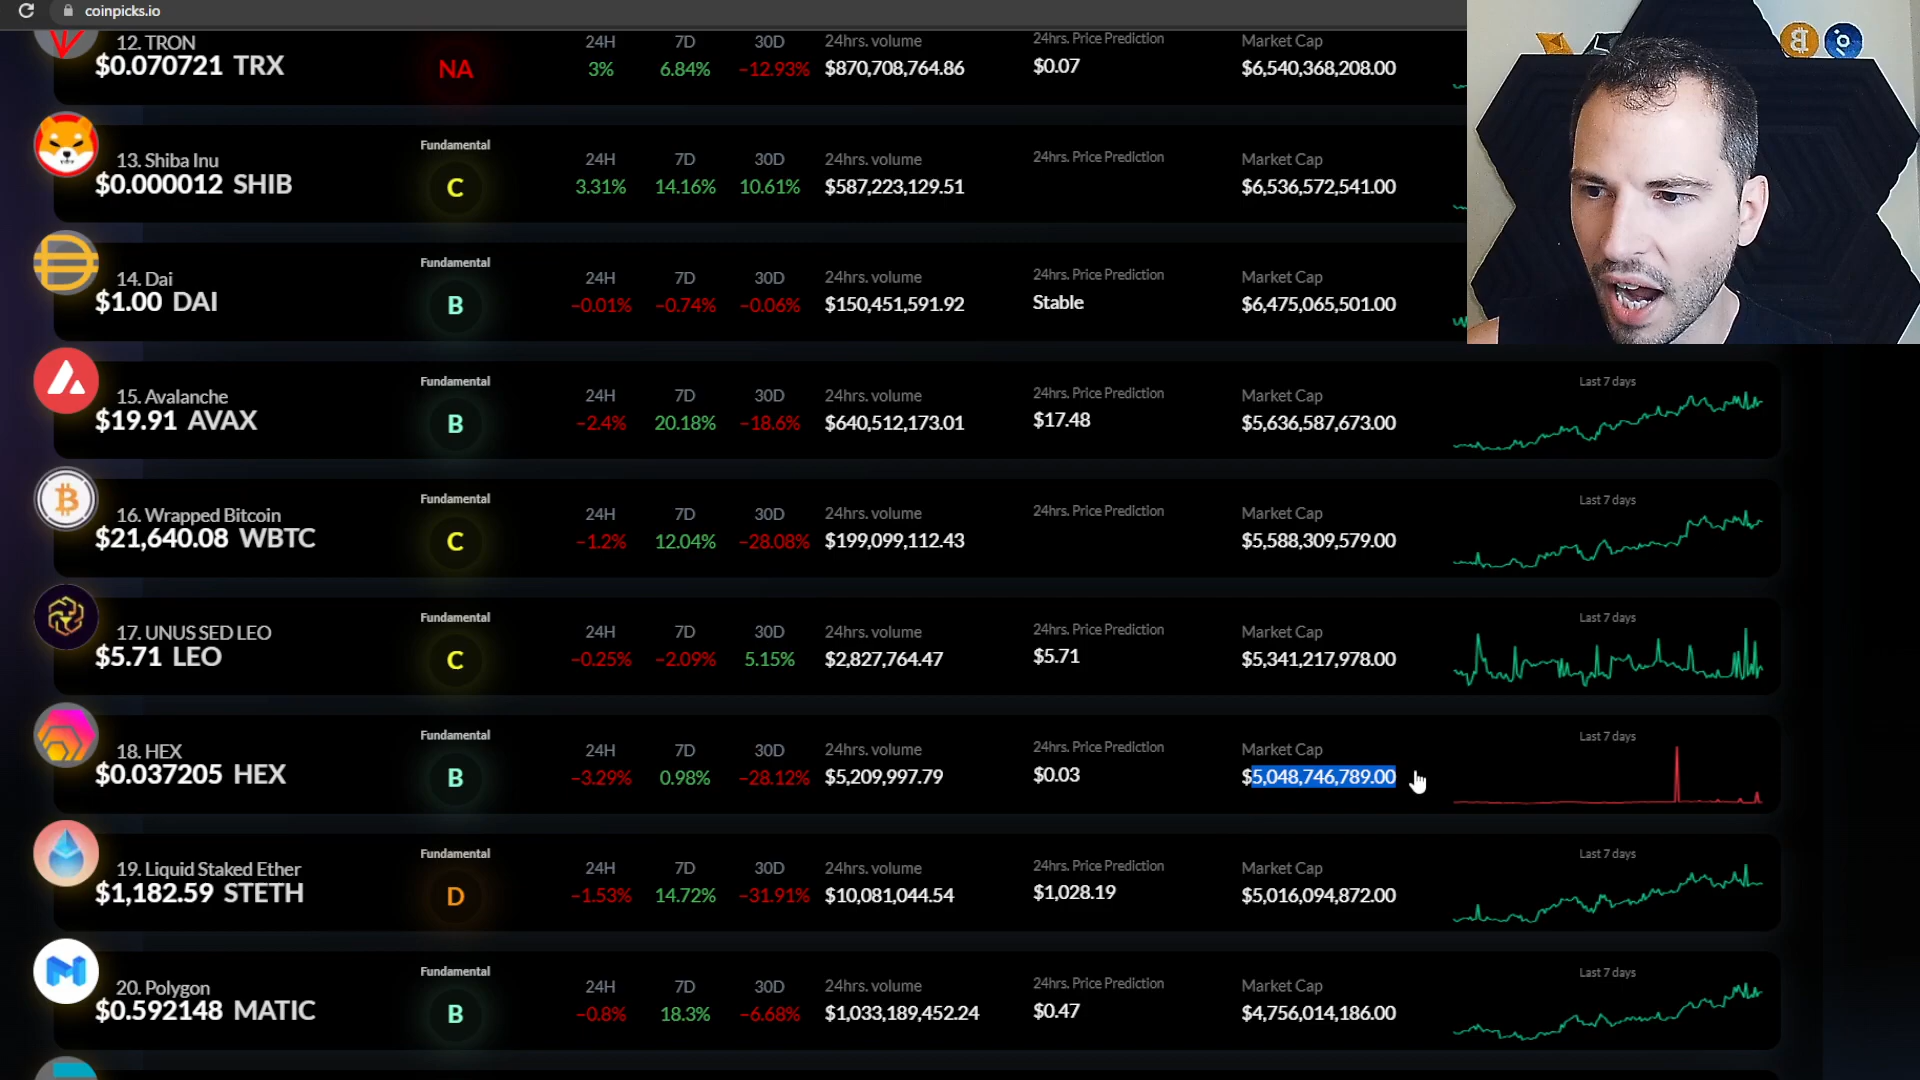 coinpicks.io
12. TRON
$0.070721 TRX
NA
24H 7D 30D
3% 6.84% -12.93%
24hrs. volume
$870,708,764.86
24hrs. Price Prediction
$0.07
Market Cap
$6,540,368,208.00
13. Shiba Inu
$0.000012 SHIB
Fundamental
C
24H 7D 30D
3.31% 14.16% 10.61%
24hrs. volume
$587,223,129.51
24hrs. Price Prediction
Market Cap
$6,536,572,541.00
14. Dai
$1.00 DAI
Fundamental
B
24H 7D 30D
-0.01% -0.74% -0.06%
24hrs. volume
$150,451,591.92
24hrs. Price Prediction
Stable
Market Cap
$6,475,065,501.00
15. Avalanche
$19.91 AVAX
Fundamental
B
24H 7D 30D
-2.4% 20.18% -18.6%
24hrs. volume
$640,512,173.01
24hrs. Price Prediction
$17.48
Market Cap
$5,636,587,673.00
Last 7 days
16. Wrapped Bitcoin
$21,640.08 WBTC
Fundamental
C
24H 7D 30D
-1.2% 12.04% -28.08%
24hrs. volume
$199,099,112.43
24hrs. Price Prediction
Market Cap
$5,588,309,579.00
Last 7 days
17. UNUS SED LEO
$5.71 LEO
Fundamental
C
24H 7D 30D
-0.25% -2.09% 5.15%
24hrs. volume
$2,827,764.47
24hrs. Price Prediction
$5.71
Market Cap
$5,341,217,978.00
Last 7 days
18. HEX
$0.037205 HEX
Fundamental
B
24H 7D 30D
-3.29% 0.98% -28.12%
24hrs. volume
$5,209,997.79
24hrs. Price Prediction
$0.03
Market Cap
$5,048,746,789.00
Last 7 days
19. Liquid Staked Ether
$1,182.59 STETH
Fundamental
D
24H 7D 30D
-1.53% 14.72% -31.91%
24hrs. volume
$10,081,044.54
24hrs. Price Prediction
$1,028.19
Market Cap
$5,016,094,872.00
Last 7 days
20. Polygon
$0.592148 MATIC
Fundamental
B
24H 7D 30D
-0.8% 18.3% -6.68%
24hrs. volume
$1,033,189,452.24
24hrs. Price Prediction
$0.47
Market Cap
$4,756,014,186.00
Last 7 days